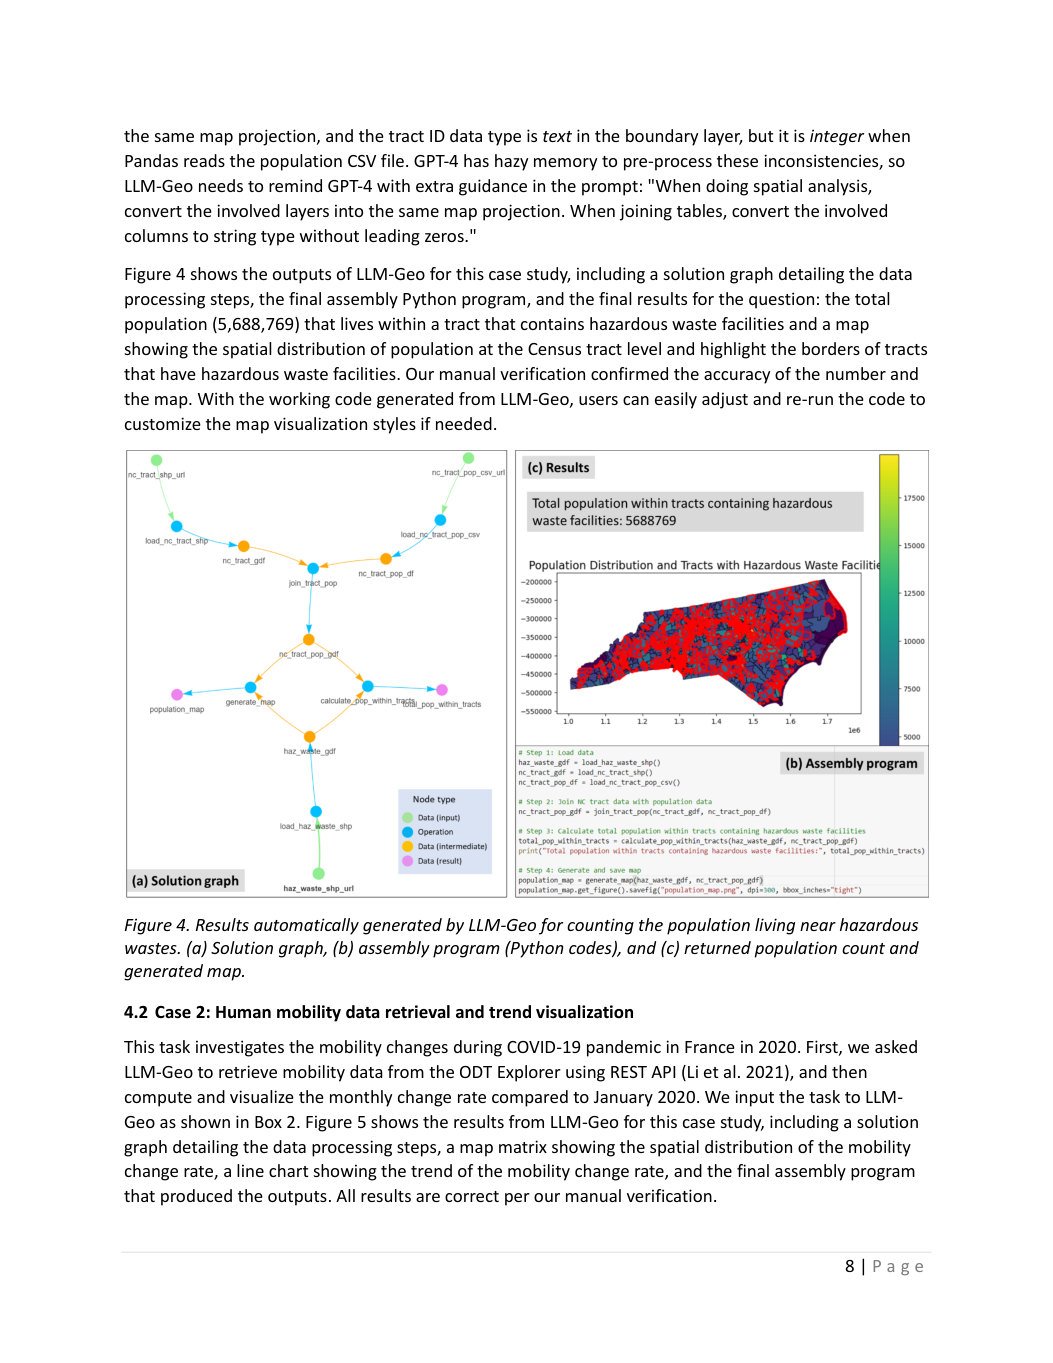 the same map projection, and the tract ID data type is text in the boundary layer, but it is integer when
Pandas reads the population CSV file. GPT-4 has hazy memory to pre-process these inconsistencies, so
LLM-Geo needs to remind GPT-4 with extra guidance in the prompt: "When doing spatial analysis,
convert the involved layers into the same map projection. When joining tables, convert the involved
columns to string type without leading zeros."
Figure 4 shows the outputs of LLM-Geo for this case study, including a solution graph detailing the data
processing steps, the final assembly Python program, and the final results for the question: the total
population (5,688,769) that lives within a tract that contains hazardous waste facilities and a map
showing the spatial distribution of population at the Census tract level and highlight the borders of tracts
that have hazardous waste facilities. Our manual verification confirmed the accuracy of the number and
the map. With the working code generated from LLM-Geo, users can easily adjust and re-run the code to
customize the map visualization styles if needed.
nc_tract_shp_url
nc_tract_pop_csv_url
load_nc_tract_shp
load_nc_tract_pop_csv
nc_tract_gdf
nc_tract_pop_df
join_tract_pop
nc_tract_pop_gdf
generate_map
calculate_pop_within_tracts
total_pop_within_tracts
population_map
haz_waste_gdf
load_haz_waste_shp
haz_waste_shp_url
Node type
Data (input)
Operation
Data (intermediate)
Data (result)
(a) Solution graph
(c) Results
Total population within tracts containing hazardous
waste facilities: 5688769
Population Distribution and Tracts with Hazardous Waste Facilitie
−200000
−250000
−300000
−350000
−400000
−450000
−500000
−550000
1.0 1.1 1.2 1.3 1.4 1.5 1.6 1.7
1e6
17500
15000
12500
10000
7500
5000
(b) Assembly program
# Step 1: Load data
haz_waste_gdf = load_haz_waste_shp()
nc_tract_gdf = load_nc_tract_shp()
nc_tract_pop_df = load_nc_tract_pop_csv()
# Step 2: Join NC tract data with population data
nc_tract_pop_gdf = join_tract_pop(nc_tract_gdf, nc_tract_pop_df)
# Step 3: Calculate total population within tracts containing hazardous waste facilities
total_pop_within_tracts = calculate_pop_within_tracts(haz_waste_gdf, nc_tract_pop_gdf)
print("Total population within tracts containing hazardous waste facilities:", total_pop_within_tracts)
# Step 4: Generate and save map
population_map = generate_map(haz_waste_gdf, nc_tract_pop_gdf)
population_map.get_figure().savefig("population_map.png", dpi=300, bbox_inches="tight")
Figure 4. Results automatically generated by LLM-Geo for counting the population living near hazardous
wastes. (a) Solution graph, (b) assembly program (Python codes), and (c) returned population count and
generated map.
4.2 Case 2: Human mobility data retrieval and trend visualization
This task investigates the mobility changes during COVID-19 pandemic in France in 2020. First, we asked
LLM-Geo to retrieve mobility data from the ODT Explorer using REST API (Li et al. 2021), and then
compute and visualize the monthly change rate compared to January 2020. We input the task to LLM-
Geo as shown in Box 2. Figure 5 shows the results from LLM-Geo for this case study, including a solution
graph detailing the data processing steps, a map matrix showing the spatial distribution of the mobility
change rate, a line chart showing the trend of the mobility change rate, and the final assembly program
that produced the outputs. All results are correct per our manual verification.
8 | Page